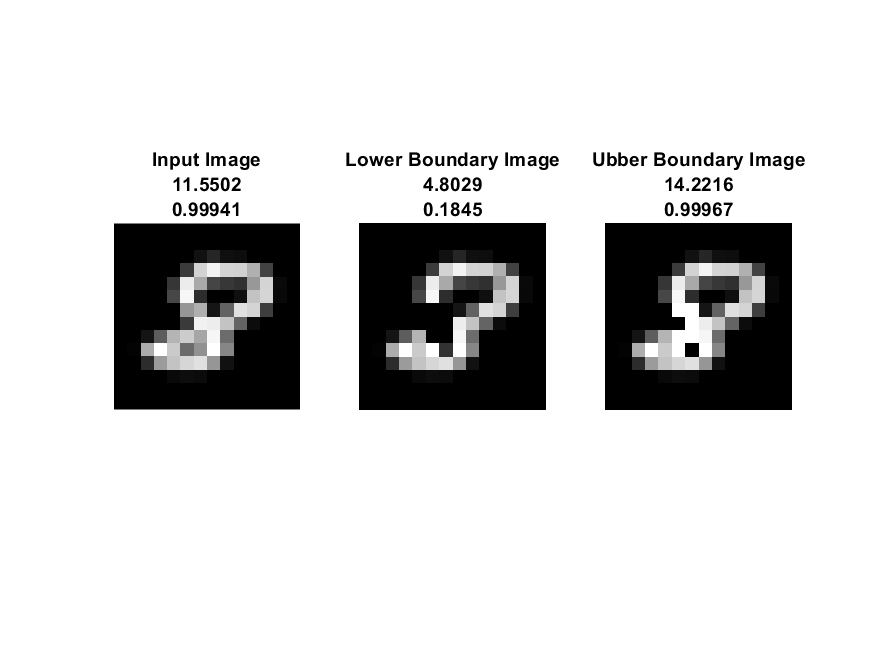 Input Image
11.5502
0.99941
Lower Boundary Image
4.8029
0.1845
Ubber Boundary Image
14.2216
0.99967